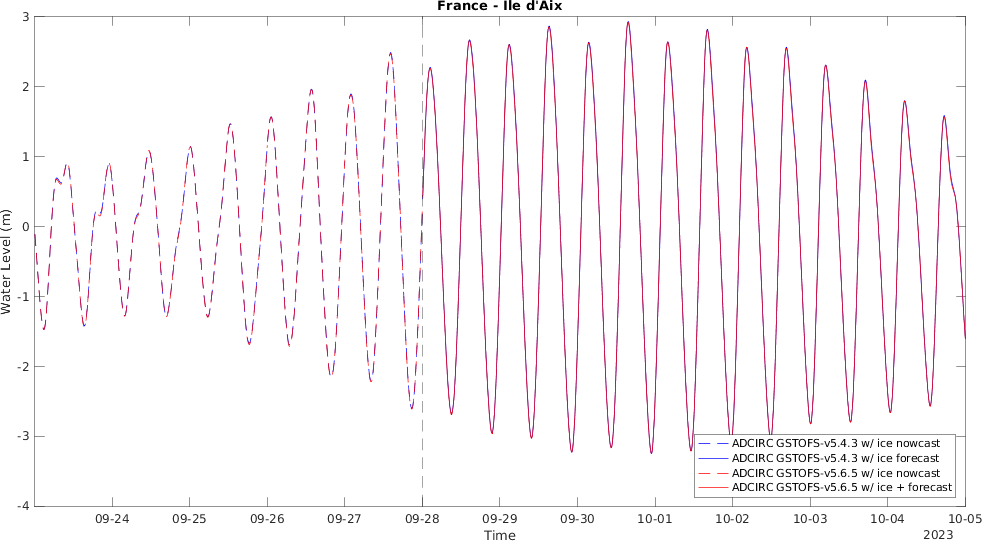 France - Ile d'Aix
Water Level (m)
3
2
1
0
-1
-2
-3
-4
ADCIRC GSTOFS-v5.4.3 w/ ice nowcast
ADCIRC GSTOFS-v5.4.3 w/ ice forecast
ADCIRC GSTOFS-v5.6.5 w/ ice nowcast
ADCIRC GSTOFS-v5.6.5 w/ ice + forecast
09-24 09-25 09-26 09-27 09-28 09-29 09-30 10-01 10-02 10-03 10-04 10-05
Time
2023